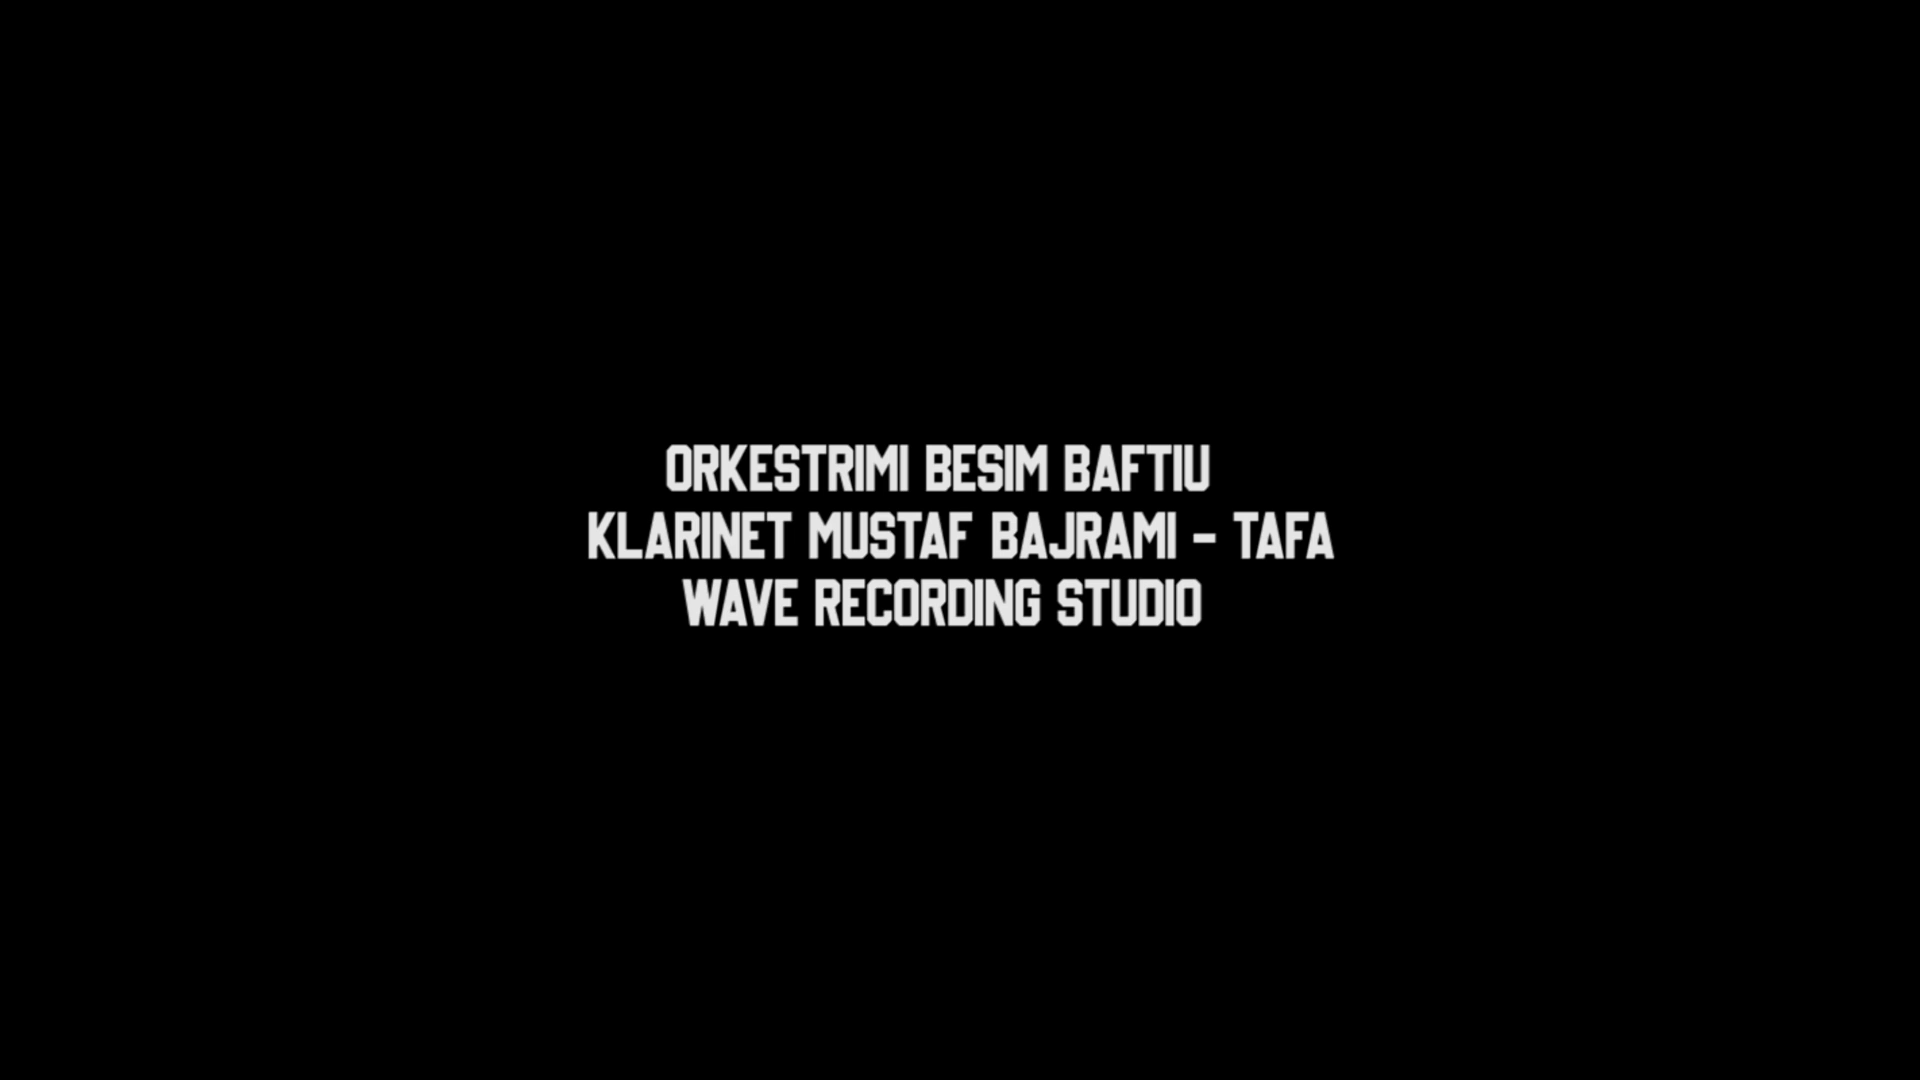 ORKESTRIMI BESIM BAFTIU
KLARINET MUSTAF BAJRAMI - TAFA
WAVE RECORDING STUDIO